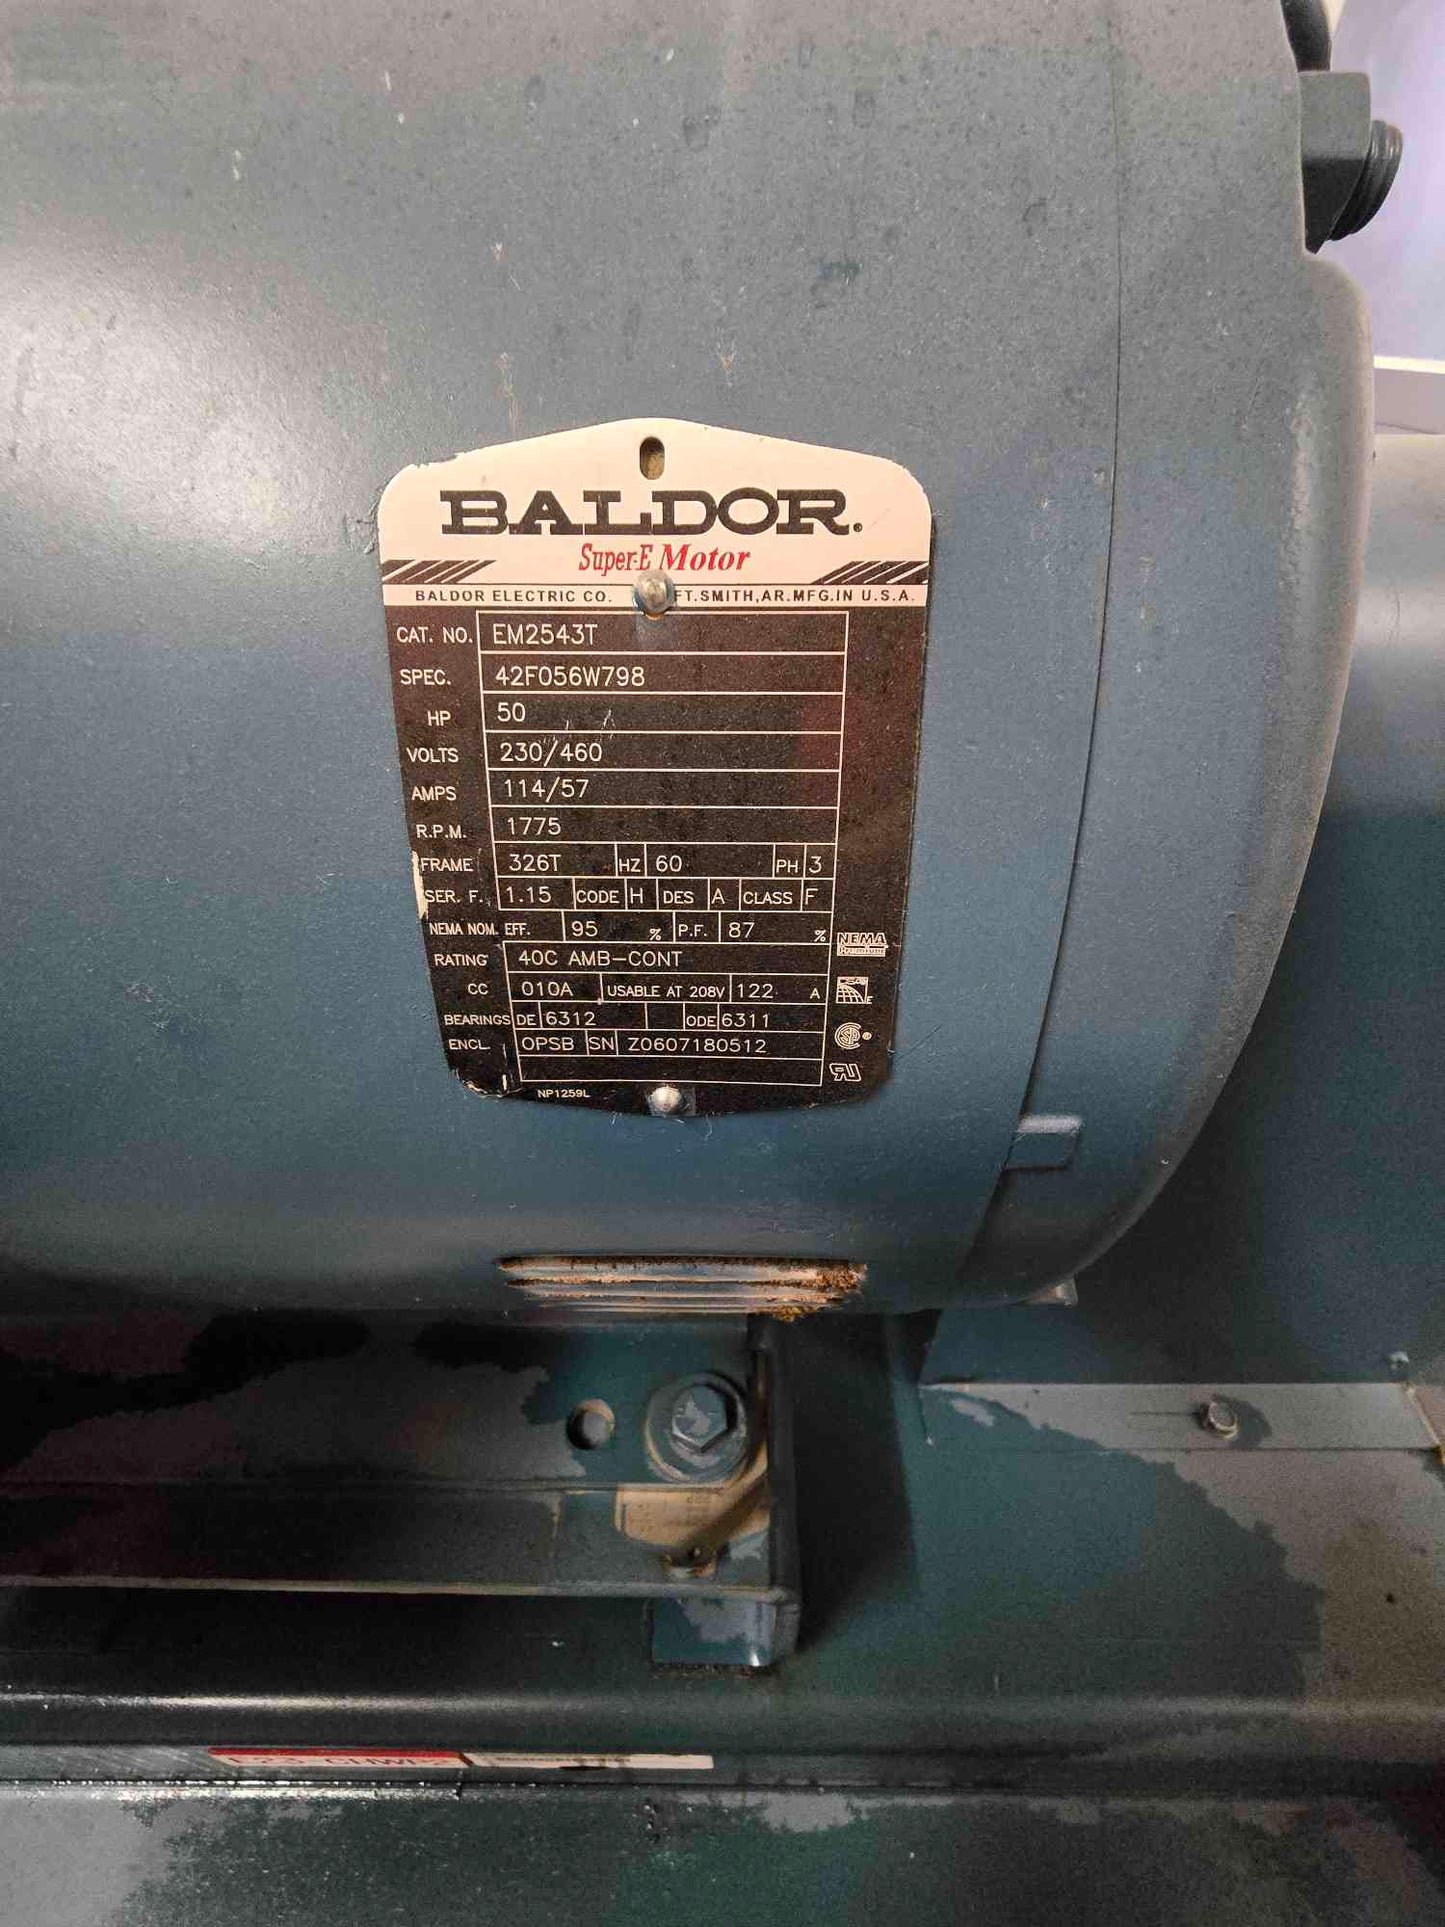 BALDOR.
Super-E Motor
BALDOR ELECTRIC CO. FT.SMITH,AR.MFG.IN U.S.A.
CAT. NO. EM2543T
SPEC. 42F056W798
HP 50
VOLTS 230/460
AMPS 114/57
R.P.M. 1775
FRAME 326T HZ 60 PH 3
SER. F. 1.15 CODE H DES A CLASS F
NEMA NOM. EFF. 95 % P.F. 87 %
NEMA
Premium
RATING 40C AMB-CONT
CC 010A USABLE AT 208V 122 A
BEARINGS DE 6312 ODE 6311
ENCL. OPSB SN Z0607180512
NP1259L